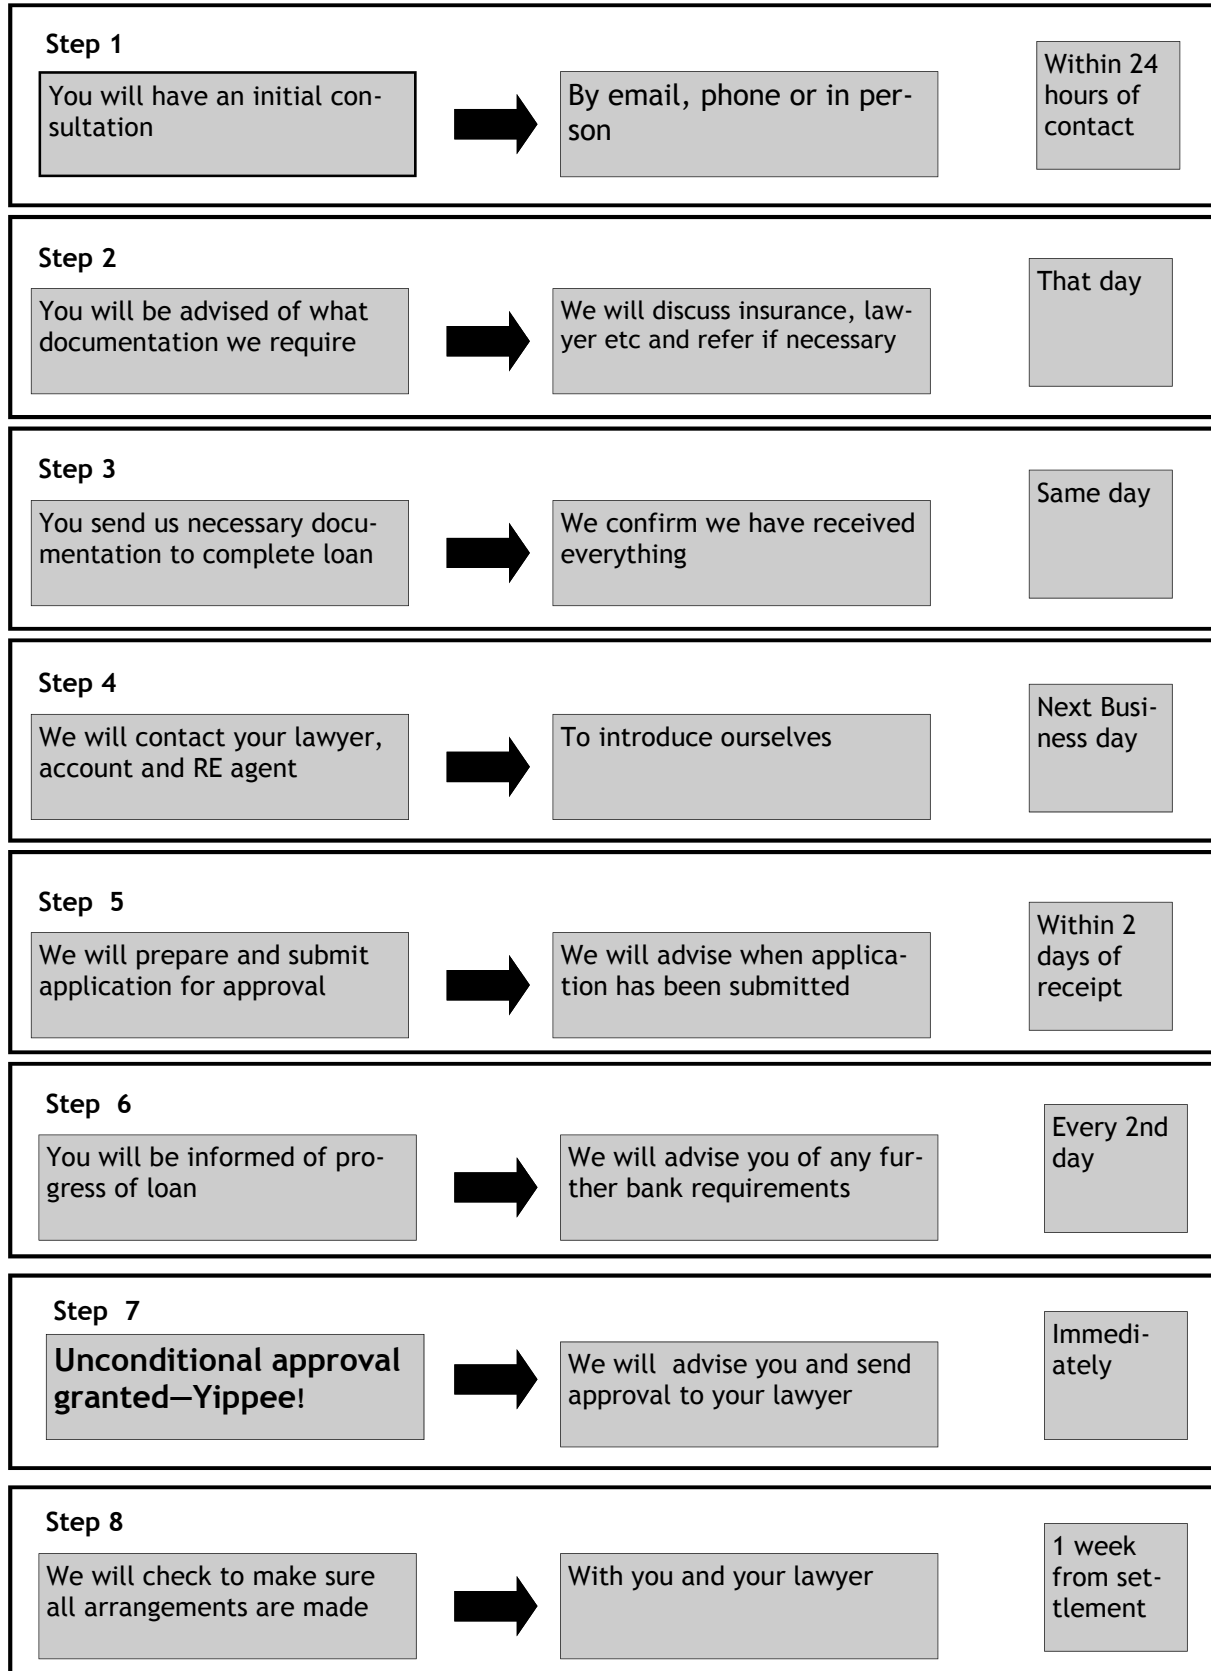 Step 1
You will have an initial con-
sultation
By email, phone or in per-
son
Within 24
hours of
contact
Step 2
You will be advised of what
documentation we require
We will discuss insurance, law-
yer etc and refer if necessary
That day
Step 3
You send us necessary docu-
mentation to complete loan
We confirm we have received
everything
Same day
Step 4
We will contact your lawyer,
account and RE agent
To introduce ourselves
Next Busi-
ness day
Step 5
We will prepare and submit
application for approval
We will advise when applica-
tion has been submitted
Within 2
days of
receipt
Step 6
You will be informed of pro-
gress of loan
We will advise you of any fur-
ther bank requirements
Every 2nd
day
Step 7
Unconditional approval
granted—Yippee!
We will advise you and send
approval to your lawyer
Immedi-
ately
Step 8
We will check to make sure
all arrangements are made
With you and your lawyer
1 week
from set-
tlement